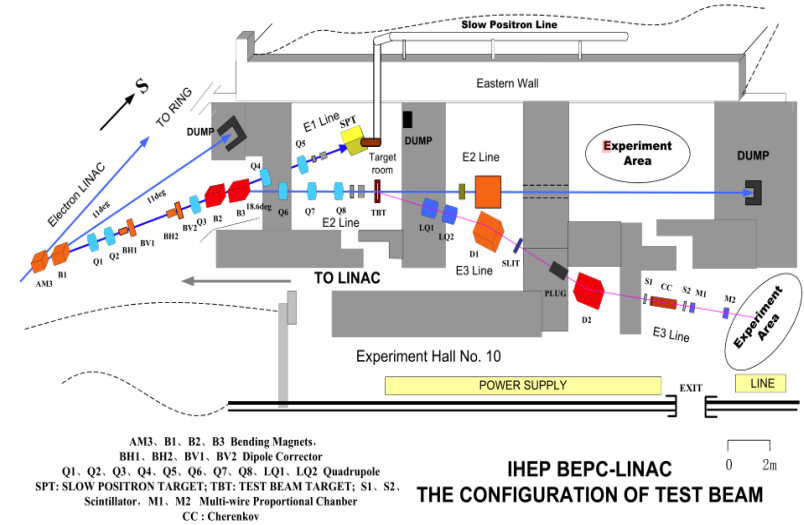 Slow Positron Line
Eastern Wall
S
TO RING
Electron LINAC
11deg
11deg
DUMP
E1 Line
SPT
Q5
Q4
Target
room
DUMP
E2 Line
Experiment
Area
DUMP
AM3
B1
Q1
Q2
BH1
BV1
BH2
BV2
Q3
B2
B3
18.6deg
Q6
Q7
Q8
TBT
E2 Line
LQ1
LQ2
D1
SLIT
E3 Line
PLUG
D2
S1
CC
S2
M1
M2
E3 Line
Experiment
Area
TO LINAC
Experiment Hall No. 10
POWER SUPPLY
EXIT
LINE
AM3、B1、B2、B3 Bending Magnets,
BH1、BH2、BV1、BV2 Dipole Corrector
Q1、Q2、Q3、Q4、Q5、Q6、Q7、Q8、LQ1、LQ2 Quadrupole
SPT: SLOW POSITRON TARGET; TBT: TEST BEAM TARGET; S1、S2、
Scintillator, M1、M2 Multi-wire Proportional Chanber
CC : Cherenkov
IHEP BEPC-LINAC
THE CONFIGURATION OF TEST BEAM
0 2m